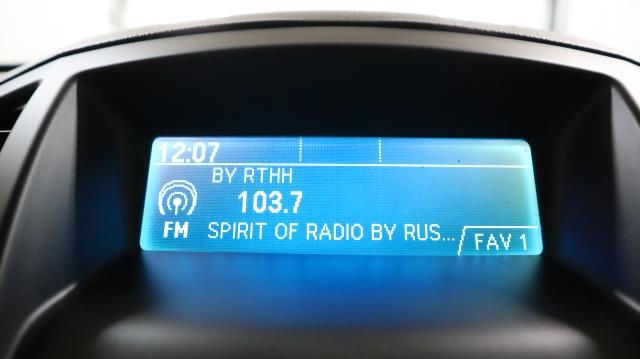 12:07
BY RTHH
103.7
FM SPIRIT OF RADIO BY RUS...
FAV 1